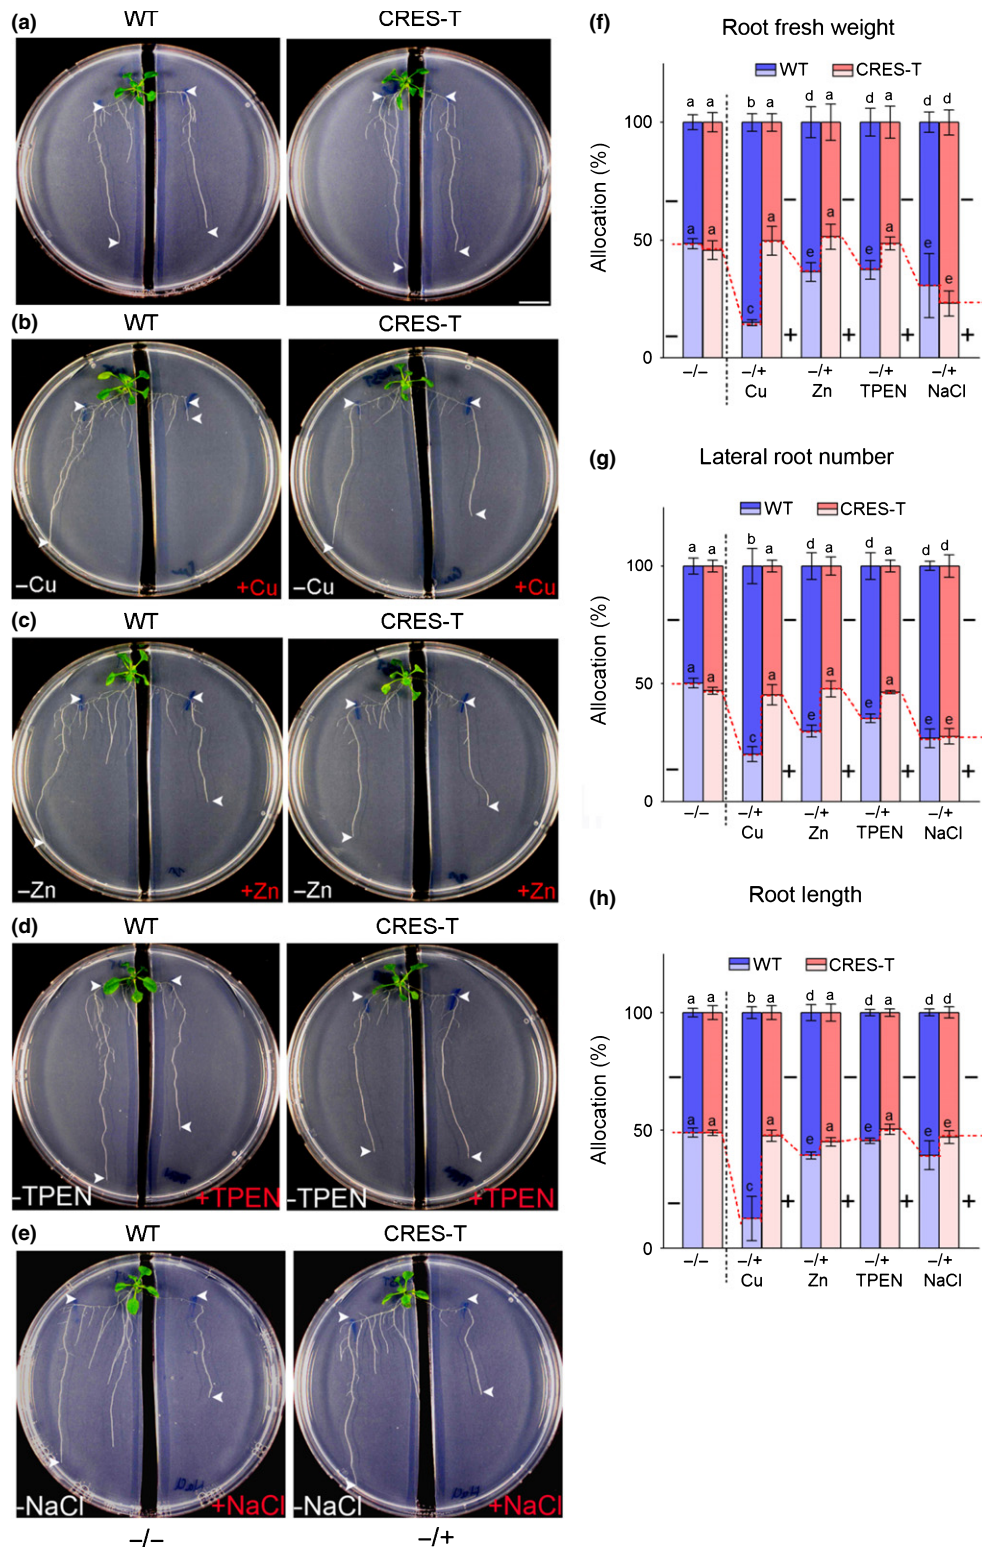 (a)
WT
CRES-T
(b)
WT
CRES-T
–Cu
+Cu
–Cu
+Cu
(c)
WT
CRES-T
–Zn
+Zn
–Zn
+Zn
(d)
WT
CRES-T
-TPEN
+TPEN
-TPEN
+TPEN
(e)
WT
CRES-T
-NaCl
+NaCl
-NaCl
+NaCl
–/–
–/+
(f)
Root fresh weight
WT
CRES-T
a a b a d a d a d d
100
50
0
Allocation (%)
– – – – –
a a c a e a e a e e
– + + + +
–/– –/+ –/+ –/+ –/+
Cu Zn TPEN NaCl
(g)
Lateral root number
WT
CRES-T
a a b a d a d a d d
100
50
0
Allocation (%)
– – – – –
a a c a e a e a e e
– + + + +
–/– –/+ –/+ –/+ –/+
Cu Zn TPEN NaCl
(h)
Root length
WT
CRES-T
a a b a d a d a d d
100
50
0
Allocation (%)
– – – – –
a a c a e a e a e e
– + + + +
–/– –/+ –/+ –/+ –/+
Cu Zn TPEN NaCl